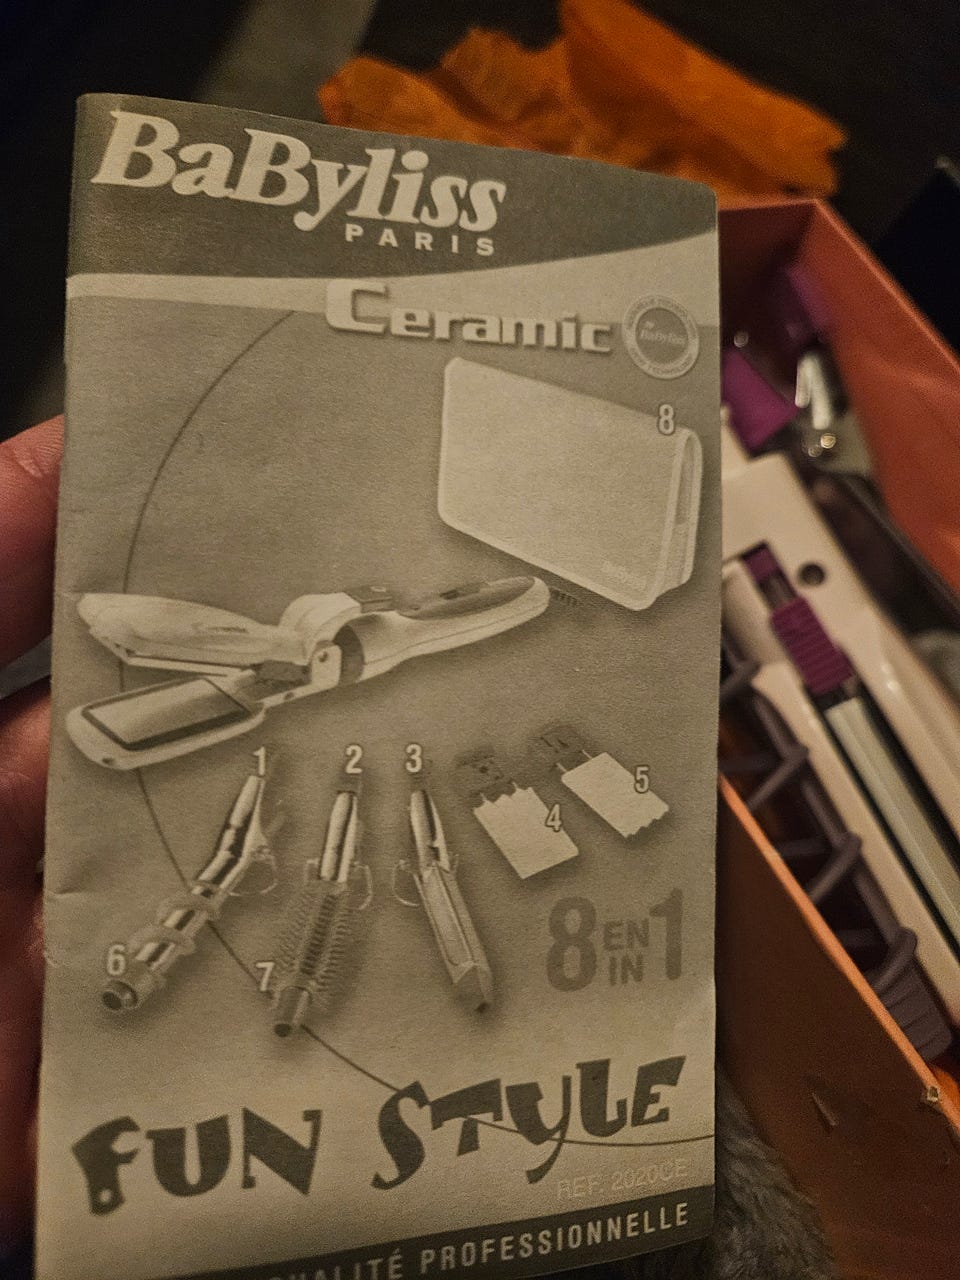 BaByliss
PARIS
Ceramic
BaByliss
8
1
2
3
4
5
6
7
8 EN IN 1
FUN STYLE
REF. 2020CE
QUALITÉ PROFESSIONNELLE